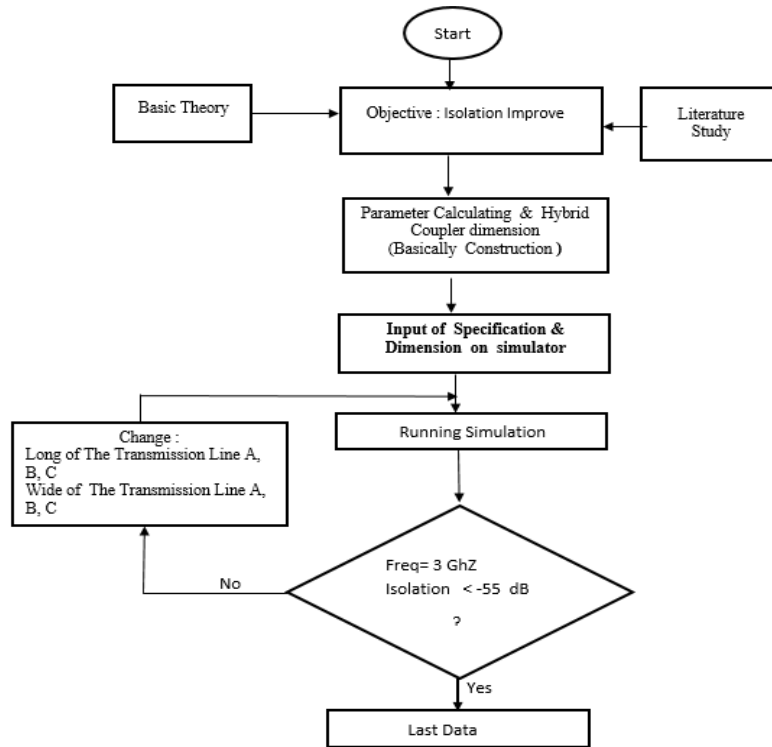 Start
Basic Theory
Objective : Isolation Improve
Literature
Study
Parameter Calculating & Hybrid
Coupler dimension
(Basically Construction )
Input of Specification &
Dimension on simulator
Change :
Long of The Transmission Line A,
B, C
Wide of The Transmission Line A,
B, C
Running Simulation
Freq= 3 GhZ
Isolation < -55 dB
?
No
Yes
Last Data